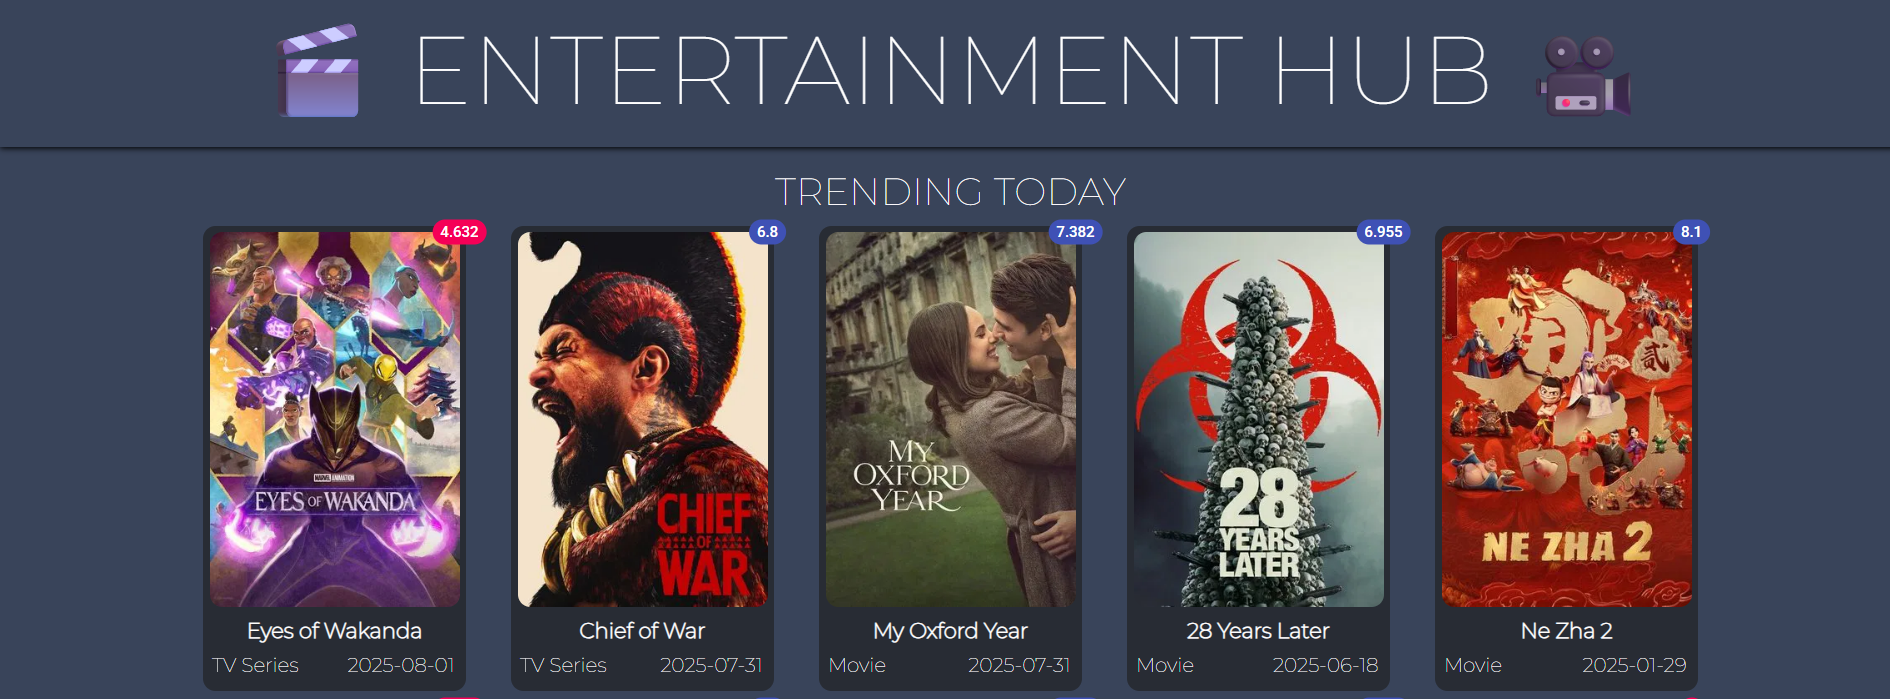 ENTERTAINMENT HUB
TRENDING TODAY
4.632
MARVEL ANIMATION
EYES OF WAKANDA
Eyes of Wakanda
TV Series 2025-08-01
6.8
CHIEF
OF
WAR
Chief of War
TV Series 2025-07-31
7.382
MY
OXFORD
YEAR
My Oxford Year
Movie 2025-07-31
6.955
28
YEARS
LATER
28 Years Later
Movie 2025-06-18
8.1
哪
贰
吒
NE ZHA 2
Ne Zha 2
Movie 2025-01-29